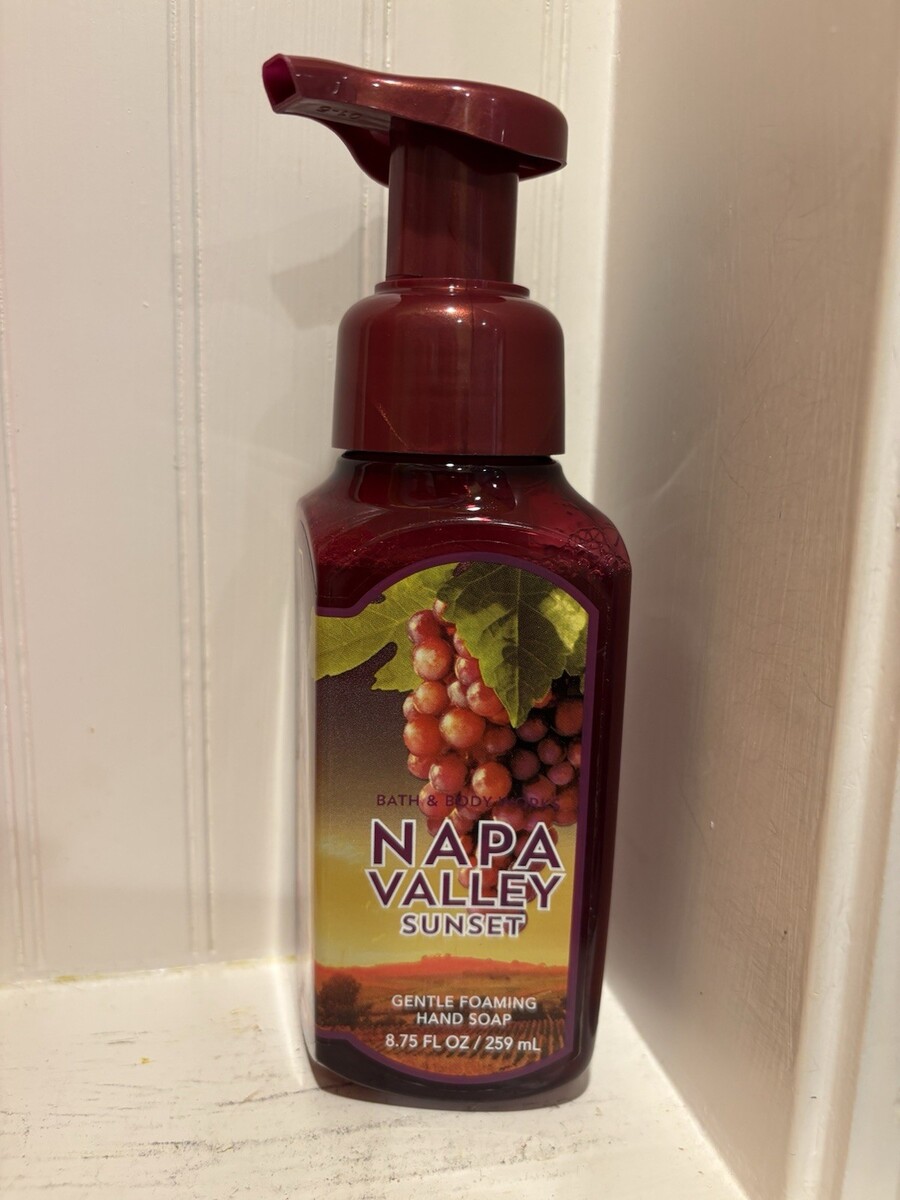 BATH & BODY WORKS
NAPA
VALLEY
SUNSET
GENTLE FOAMING
HAND SOAP
8.75 FL OZ / 259 mL